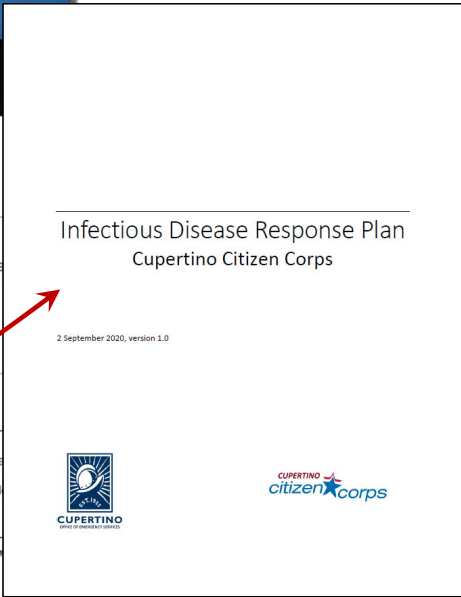 Infectious Disease Response Plan
Cupertino Citizen Corps
2 September 2020, version 1.0
EST. 1955
CUPERTINO
OFFICE OF EMERGENCY SERVICES
CUPERTINO
citizen corps